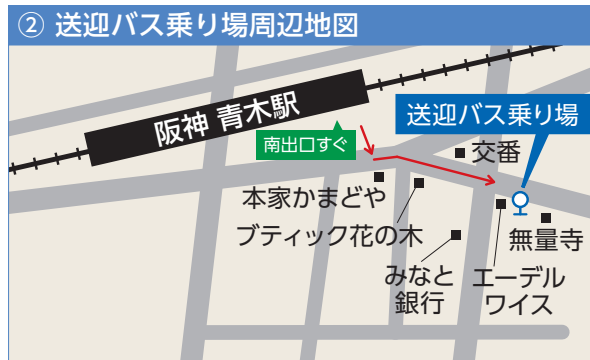 ② 送迎バス乗り場周辺地図
阪神 青木駅
送迎バス乗り場
南出口すぐ
交番
本家かまどや
ブティック花の木
無量寺
みなと
銀行
エーデル
ワイス